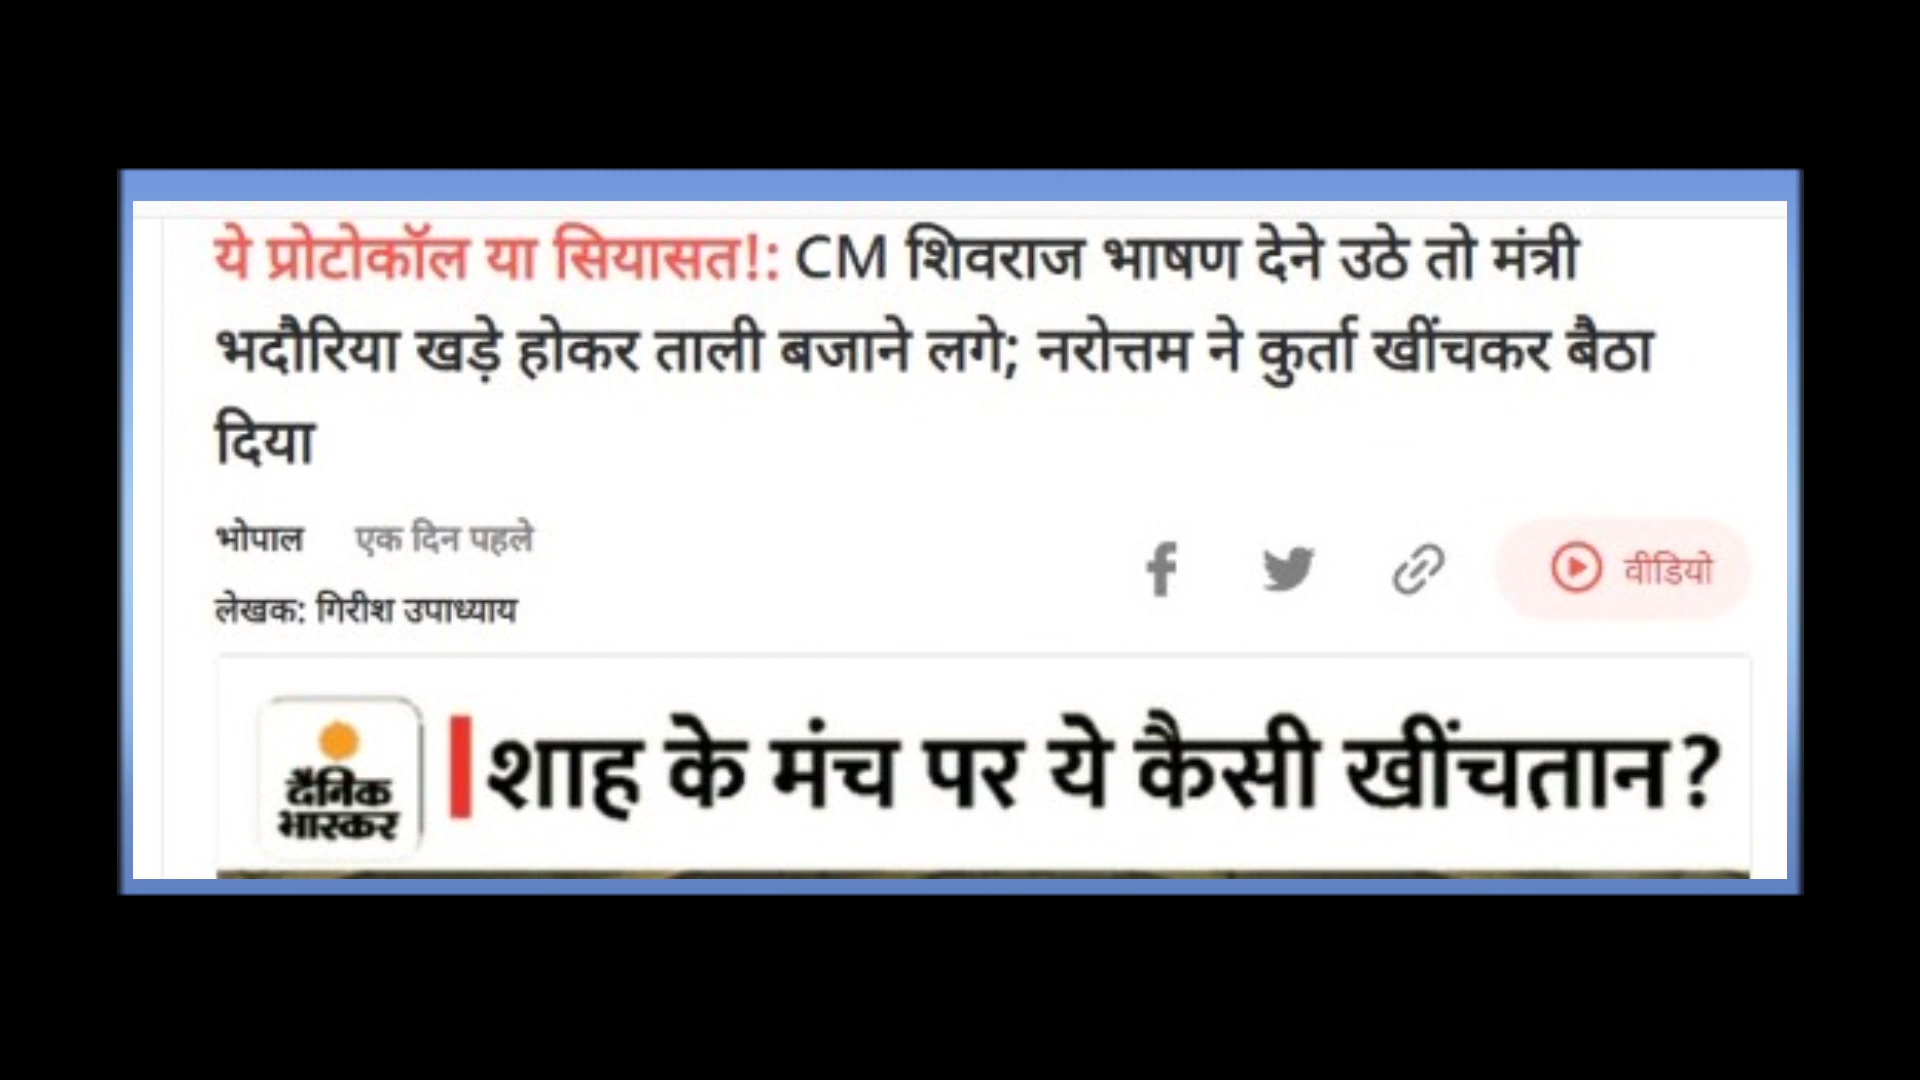 ये प्रोटोकॉल या सियासत!: CM शिवराज भाषण देने उठे तो मंत्री
भदौरिया खड़े होकर ताली बजाने लगे; नरोत्तम ने कुर्ता खींचकर बैठा
दिया
भोपाल एक दिन पहले
लेखक: गिरीश उपाध्याय
वीडियो
दैनिक
भास्कर
शाह के मंच पर ये कैसी खींचतान?